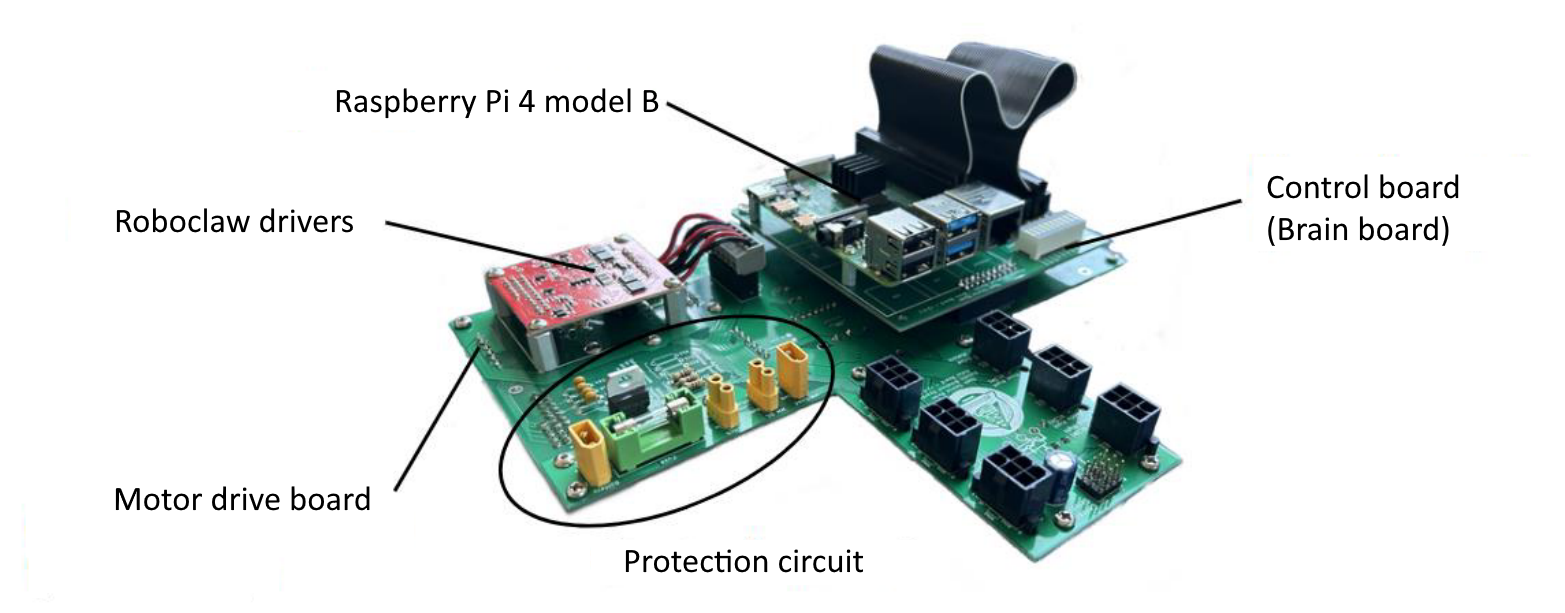 Raspberry Pi 4 model B
Control board
(Brain board)
Roboclaw drivers
Motor drive board
Protection circuit